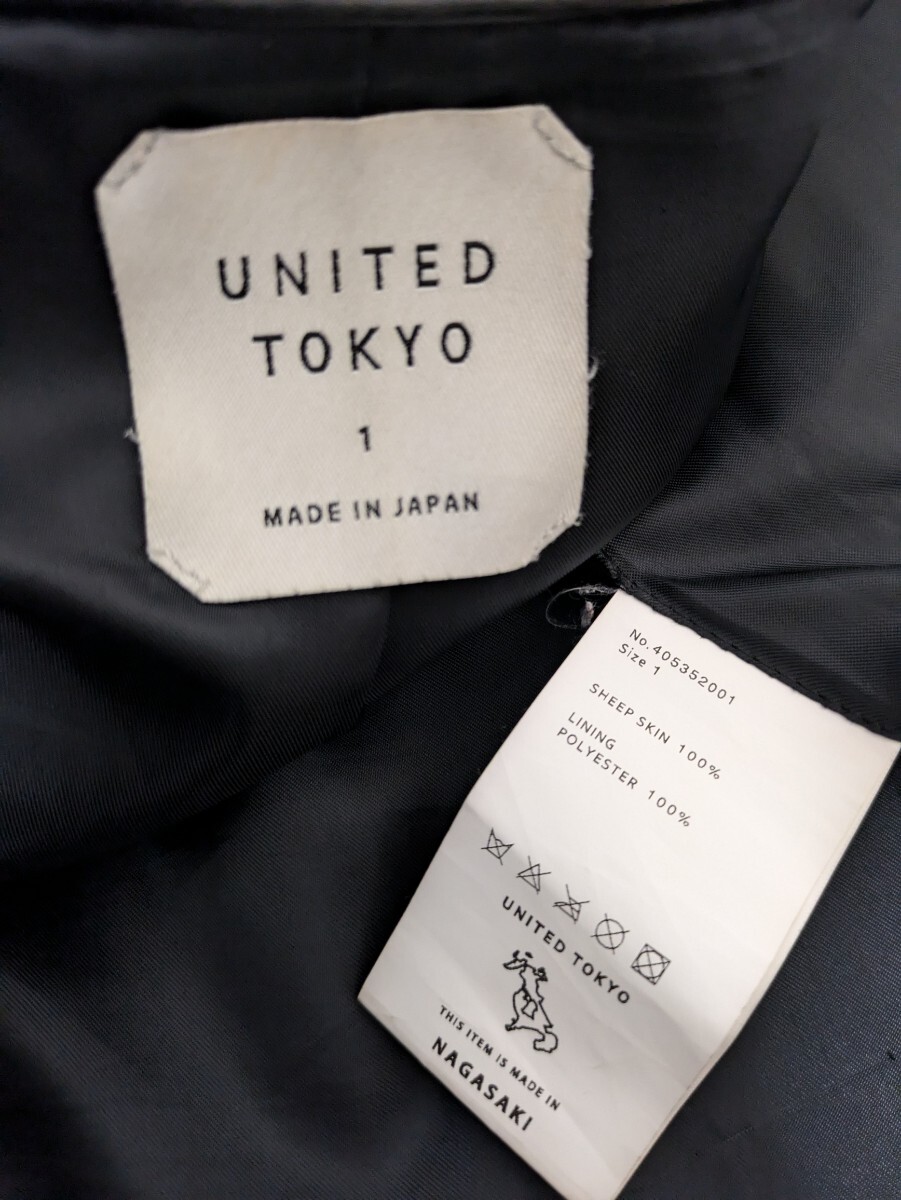 UNITED
TOKYO
1
MADE IN JAPAN
No.405352001
Size 1
SHEEP SKIN 100%
LINING
POLYESTER 100%
UNITED TOKYO
THIS ITEM IS MADE IN
NAGASAKI